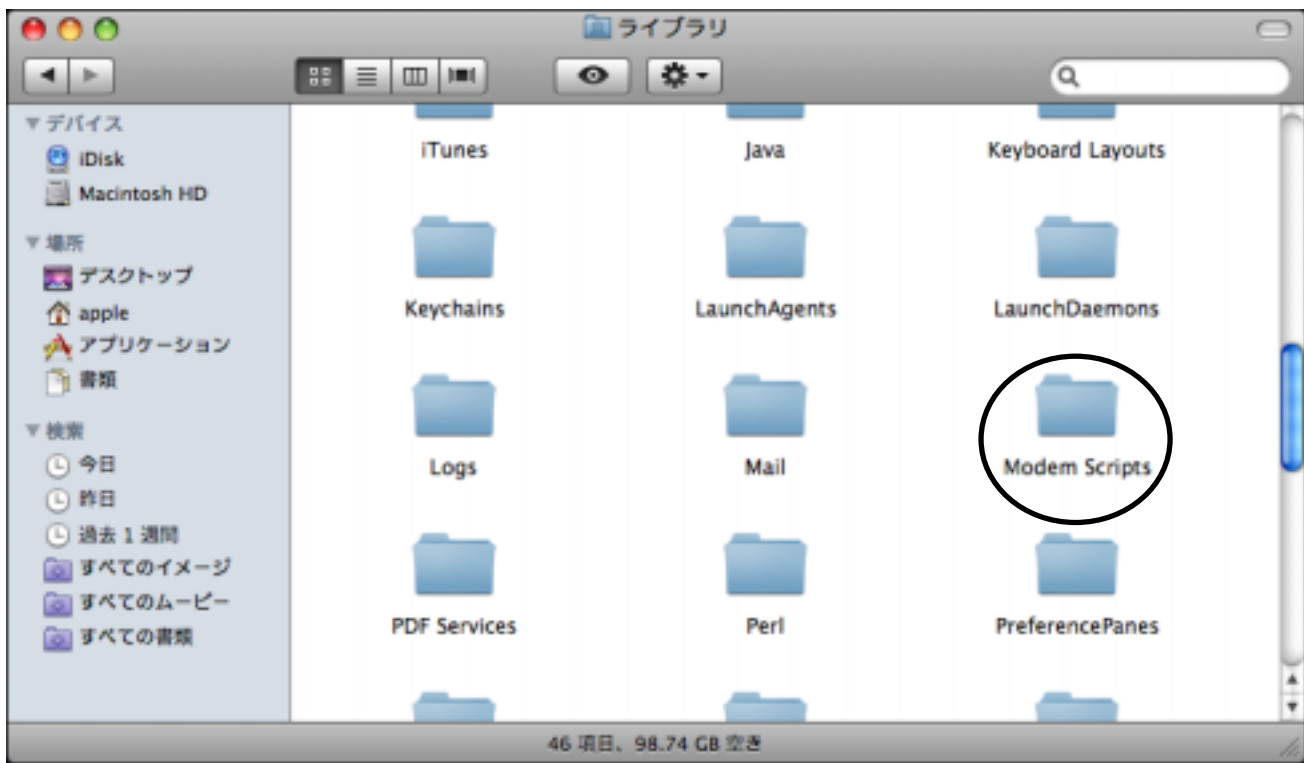 ライブラリ
デバイス
iDisk
Macintosh HD
場所
デスクトップ
apple
アプリケーション
書類
検索
今日
昨日
過去 1 週間
すべてのイメージ
すべてのムービー
すべての書類
iTunes Java Keyboard Layouts
Keychains LaunchAgents LaunchDaemons
Logs Mail Modem Scripts
PDF Services Perl PreferencePanes
46 項目、98.74 GB 空き